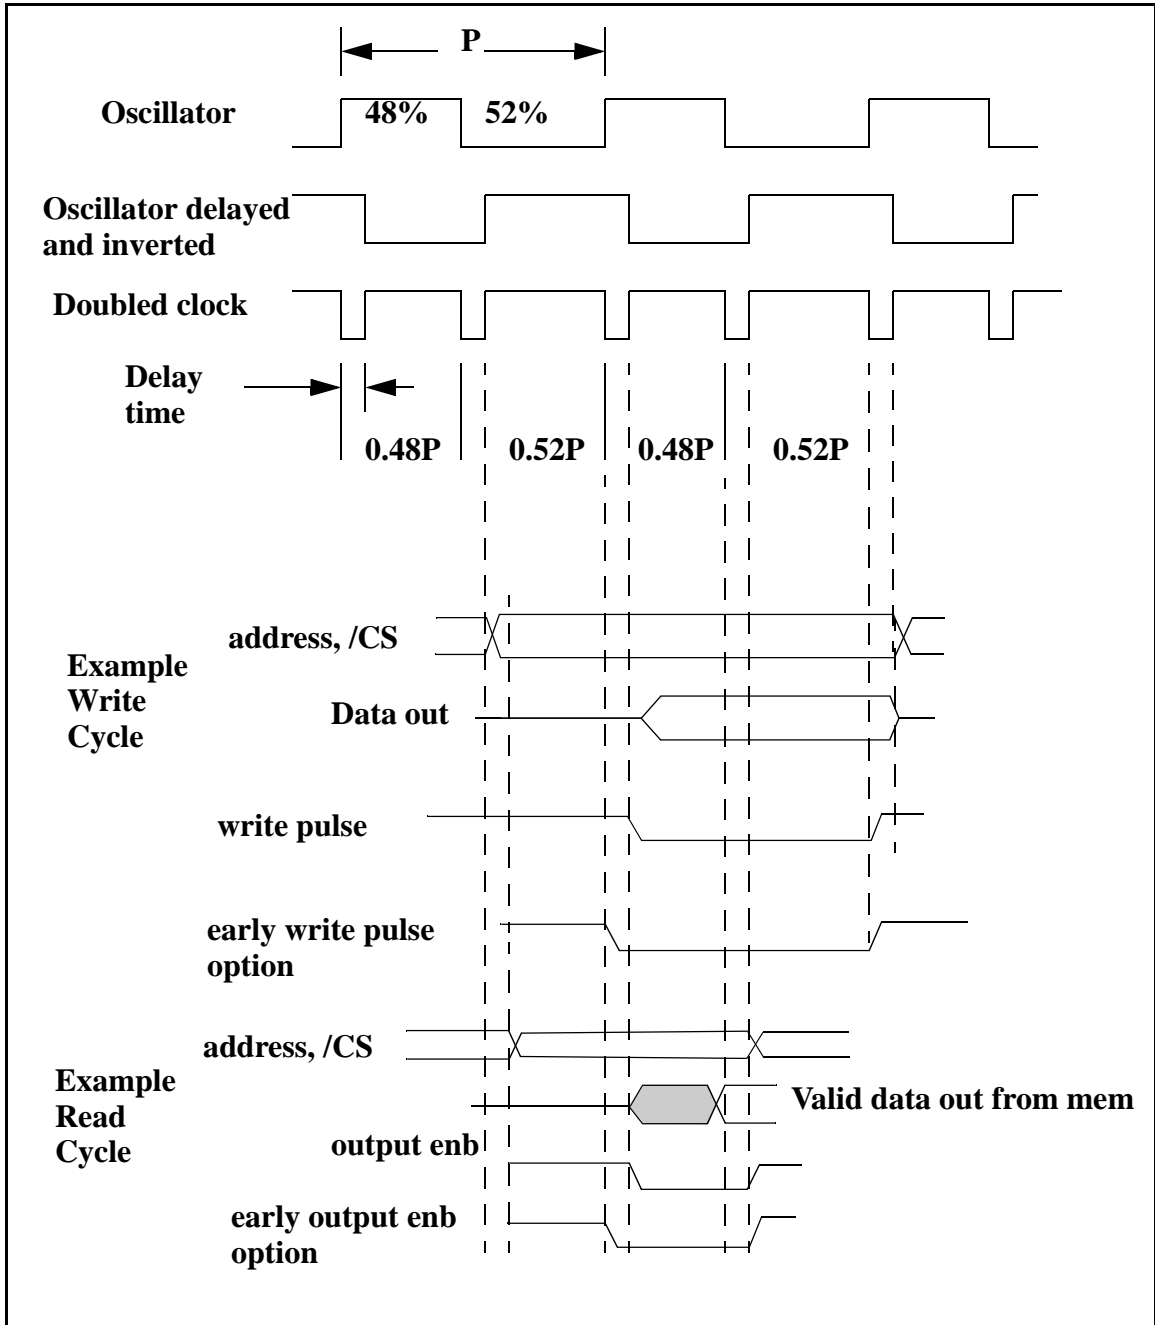 P
Oscillator
48%
52%
Oscillator delayed
and inverted
Doubled clock
Delay
time
0.48P
0.52P
0.48P
0.52P
address, /CS
Example
Write
Cycle
Data out
write pulse
early write pulse
option
address, /CS
Example
Read
Cycle
Valid data out from mem
output enb
early output enb
option